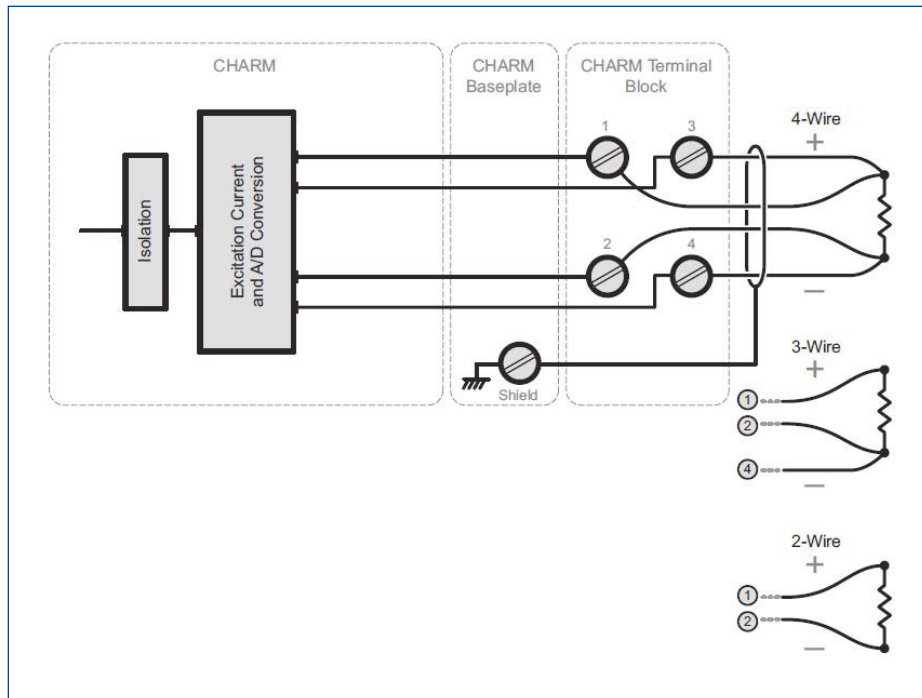 CHARM
CHARM
Baseplate
CHARM Terminal
Block
Isolation
Excitation Current
and A/D Conversion
1
3
2
4
Shield
4-Wire
+
—
3-Wire
+
1
2
4
—
2-Wire
+
1
2
—